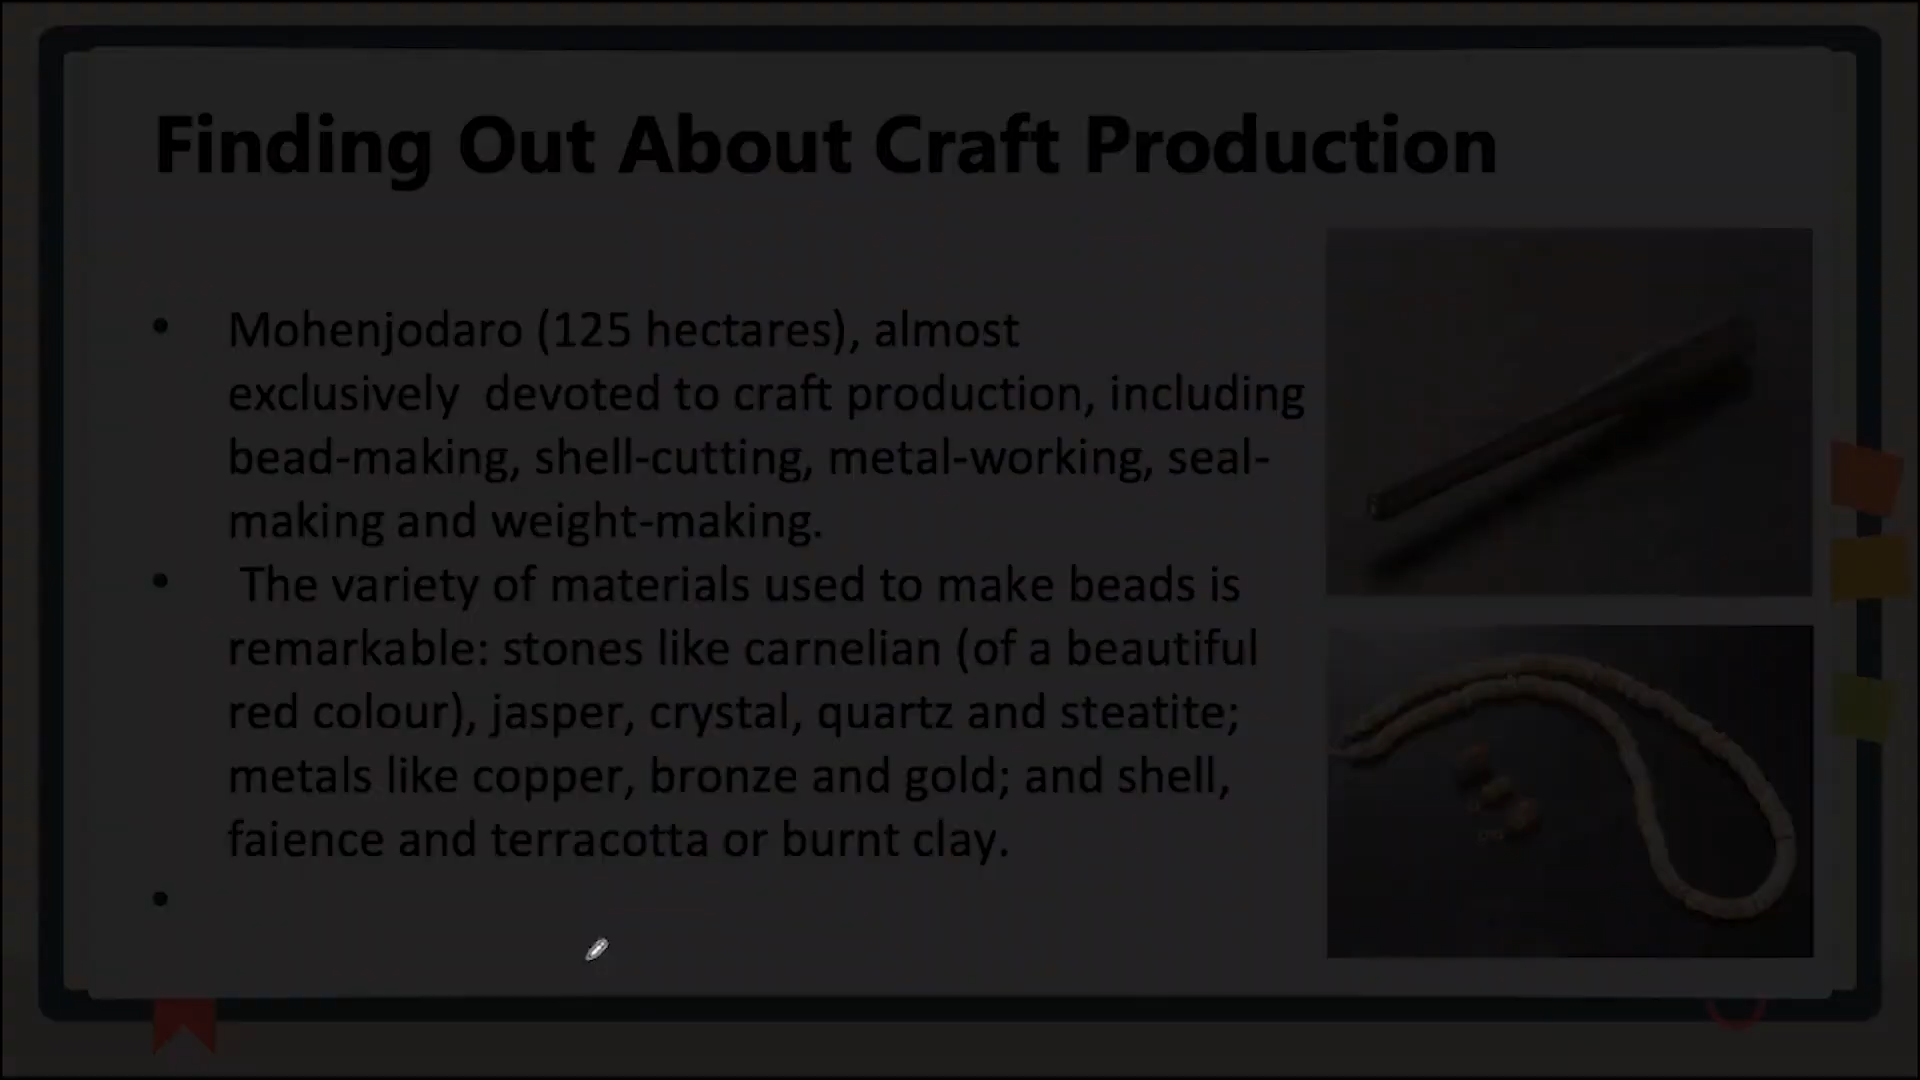 Finding Out About Craft Production
• Mohenjodaro (125 hectares), almost
exclusively devoted to craft production, including
bead-making, shell-cutting, metal-working, seal-
making and weight-making.
• The variety of materials used to make beads is
remarkable: stones like carnelian (of a beautiful
red colour), jasper, crystal, quartz and steatite;
metals like copper, bronze and gold; and shell,
faience and terracotta or burnt clay.
•